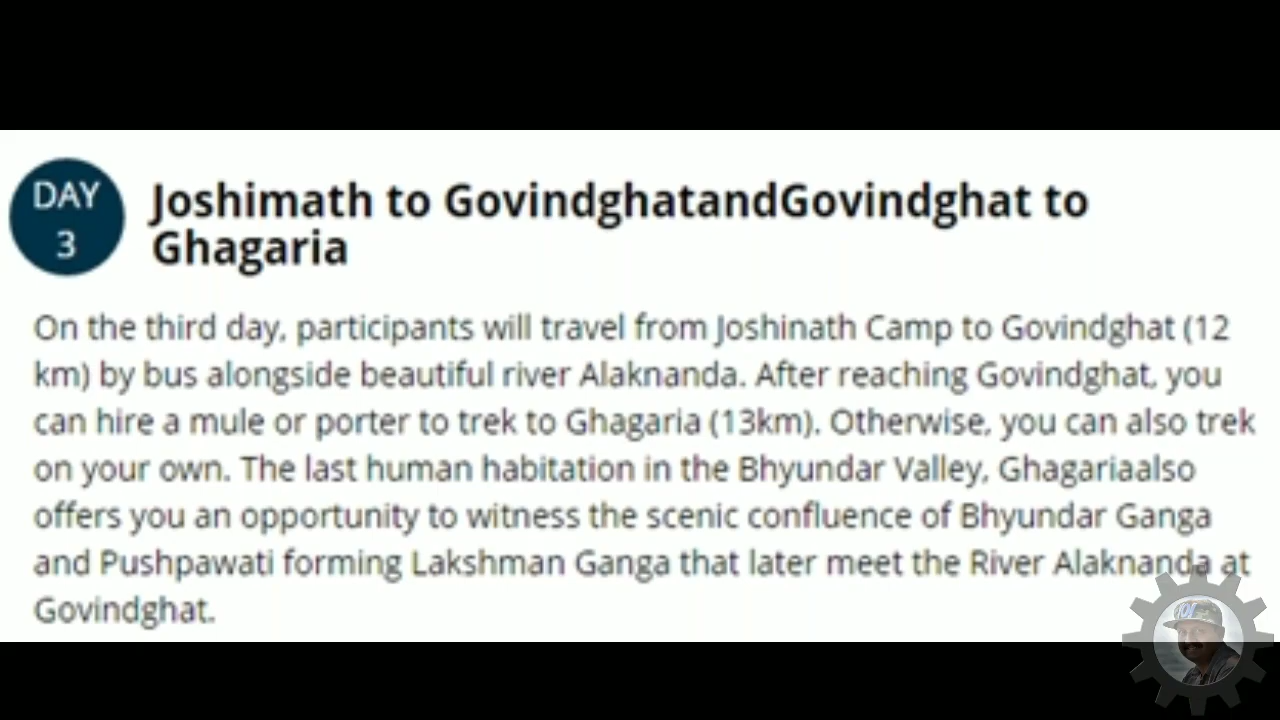 DAY
3
Joshimath to GovindghatandGovindghat to
Ghagaria
On the third day, participants will travel from Joshinath Camp to Govindghat (12
km) by bus alongside beautiful river Alaknanda. After reaching Govindghat, you
can hire a mule or porter to trek to Ghagaria (13km). Otherwise, you can also trek
on your own. The last human habitation in the Bhyundar Valley, Ghagariaalso
offers you an opportunity to witness the scenic confluence of Bhyundar Ganga
and Pushpawati forming Lakshman Ganga that later meet the River Alaknanda at
Govindghat.